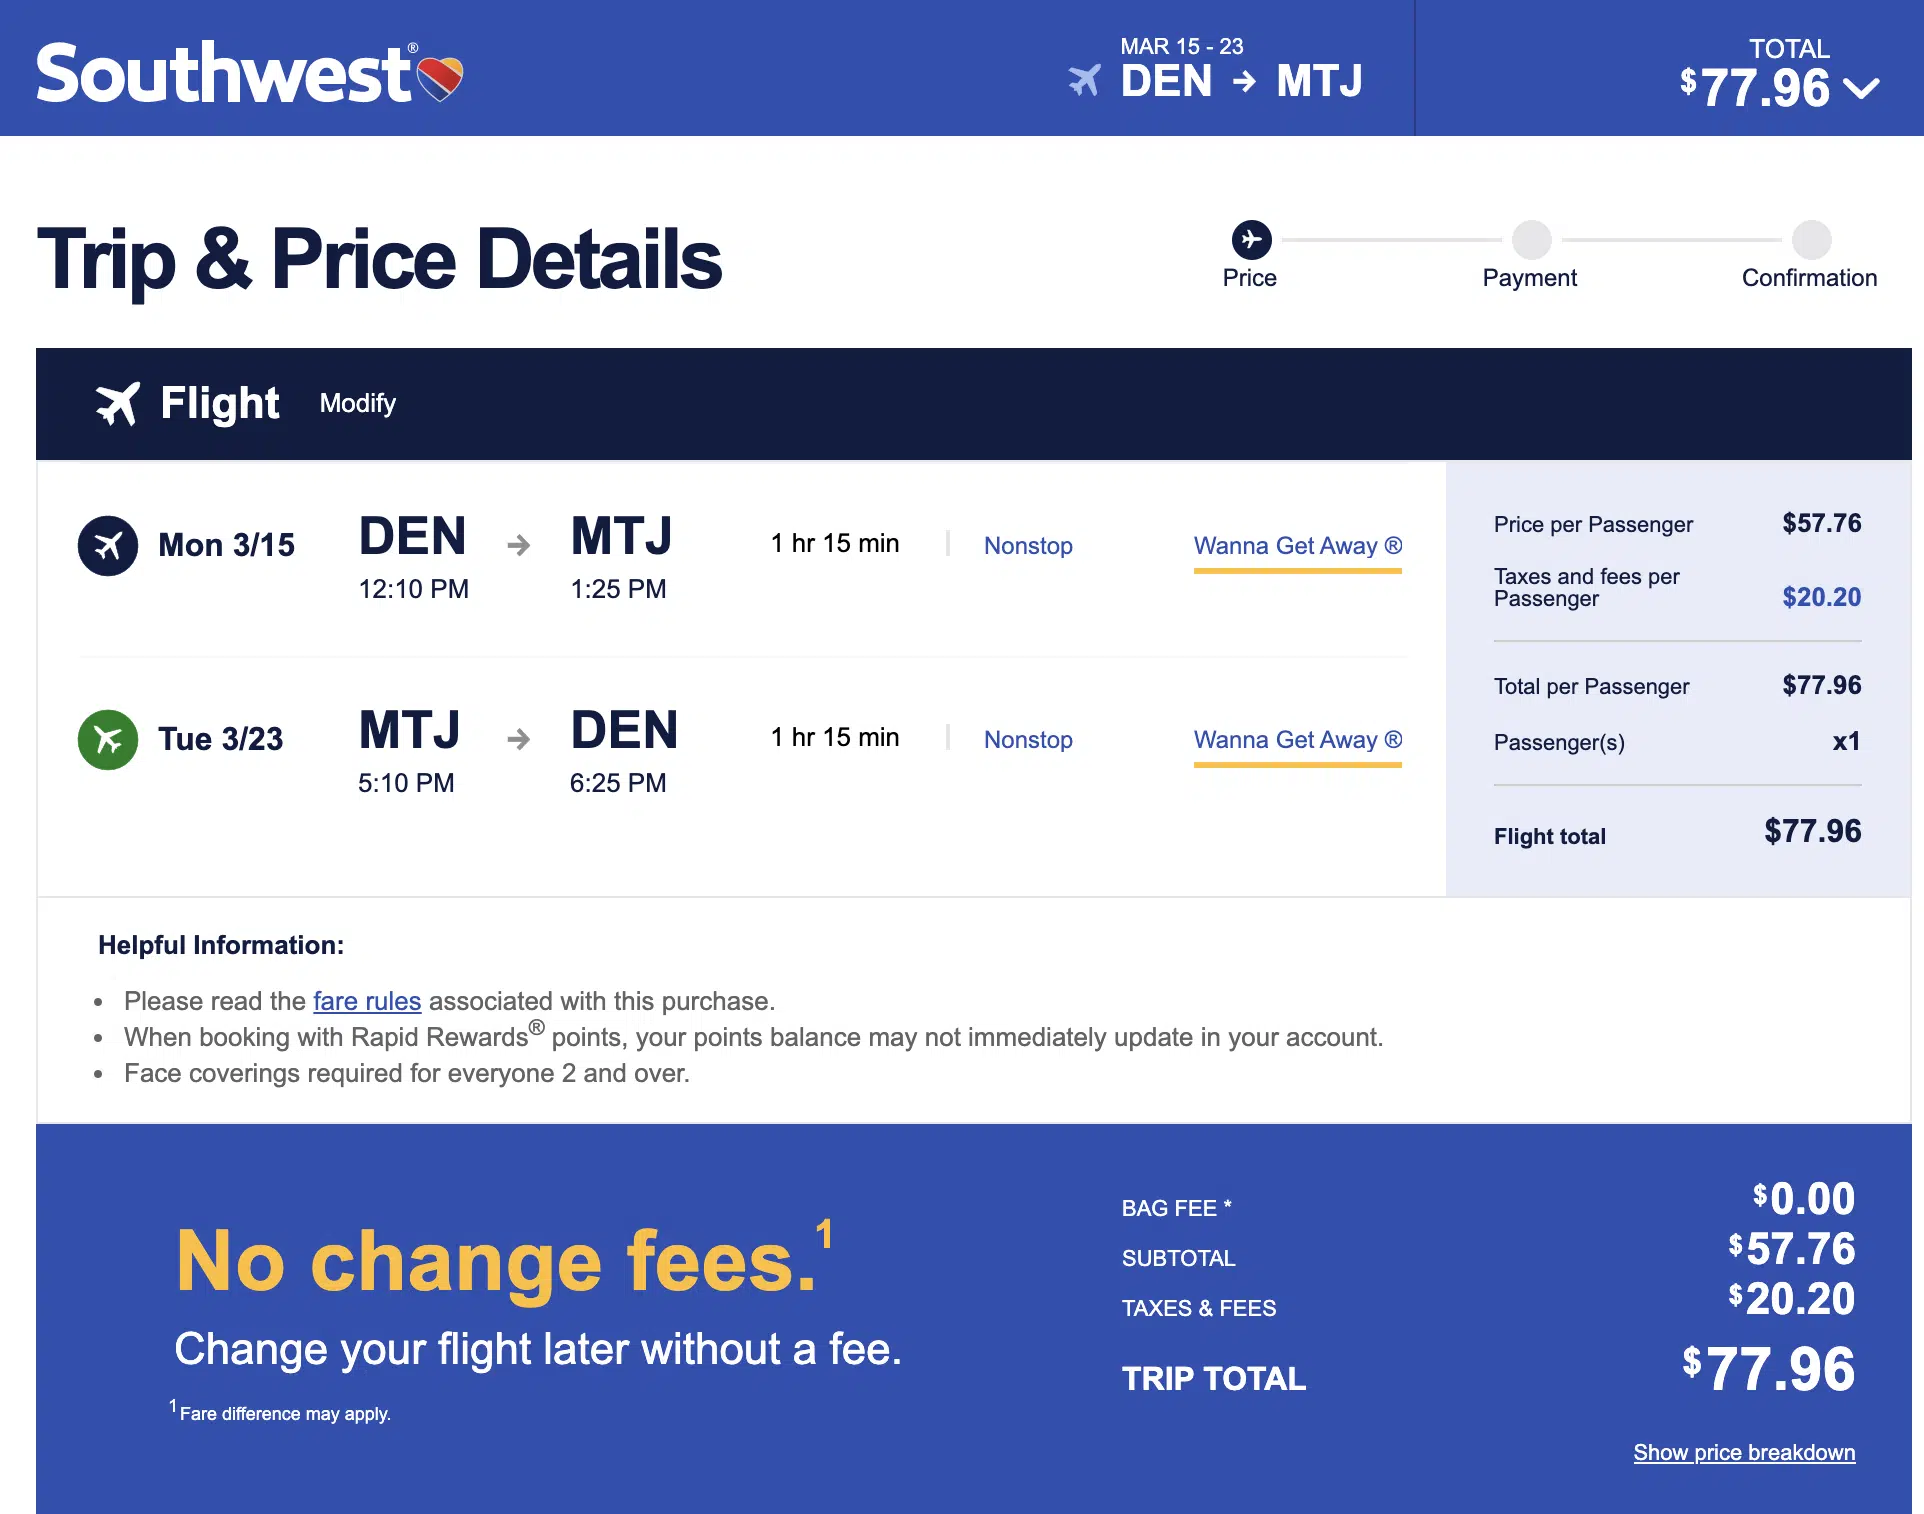 Southwest®
MAR 15 - 23
DEN → MTJ
TOTAL
$77.96
Trip & Price Details
Price
Payment
Confirmation
Flight Modify
Mon 3/15
DEN → MTJ
12:10 PM 1:25 PM
1 hr 15 min
Nonstop
Wanna Get Away ®
Tue 3/23
MTJ → DEN
5:10 PM 6:25 PM
1 hr 15 min
Nonstop
Wanna Get Away ®
Price per Passenger $57.76
Taxes and fees per
Passenger $20.20
Total per Passenger $77.96
Passenger(s) x1
Flight total $77.96
Helpful Information:
• Please read the fare rules associated with this purchase.
• When booking with Rapid Rewards® points, your points balance may not immediately update in your account.
• Face coverings required for everyone 2 and over.
No change fees.1
Change your flight later without a fee.
1 Fare difference may apply.
BAG FEE * $0.00
SUBTOTAL $57.76
TAXES & FEES $20.20
TRIP TOTAL $77.96
Show price breakdown